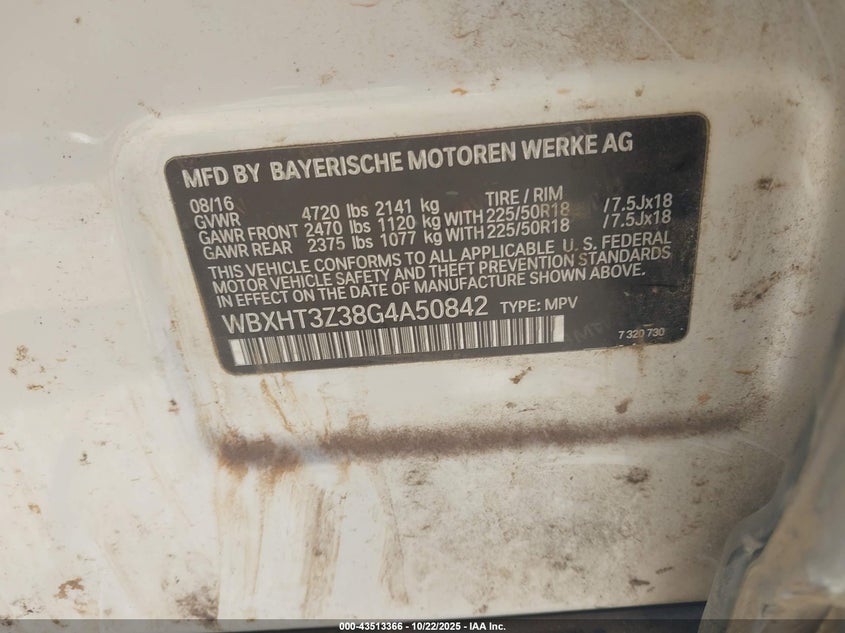 MFD BY BAYERISCHE MOTOREN WERKE AG
08/16 TIRE / RIM
GVWR 4720 lbs 2141 kg
GAWR FRONT 2470 lbs 1120 kg WITH 225/50R18 /7.5Jx18
GAWR REAR 2375 lbs 1077 kg WITH 225/50R18 /7.5Jx18
THIS VEHICLE CONFORMS TO ALL APPLICABLE U. S. FEDERAL
MOTOR VEHICLE SAFETY AND THEFT PREVENTION STANDARDS
IN EFFECT ON THE DATE OF MANUFACTURE SHOWN ABOVE.
WBXHT3Z38G4A50842 TYPE: MPV
7 320 730
000-43513366 - 10/22/2025 - IAA Inc.